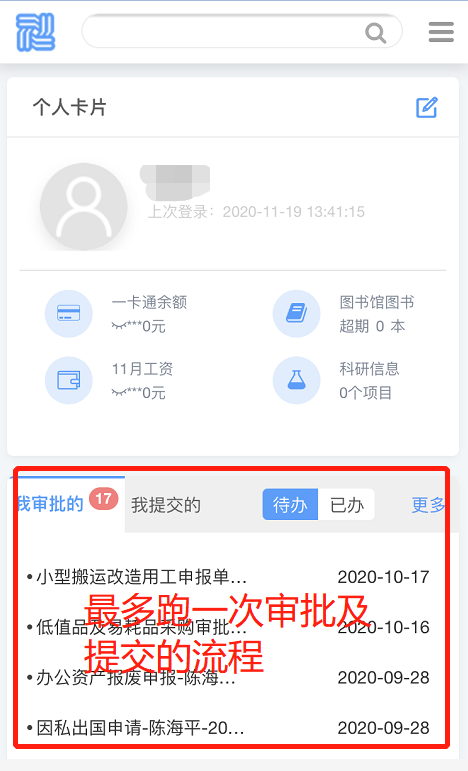 个人卡片
上次登录：2020-11-19 13:41:15
一卡通余额
***0元
图书馆图书
超期 0 本
11月工资
***0元
科研信息
0个项目
我审批的 17 我提交的 待办 已办 更多
•小型搬运改造用工申报单... 2020-10-17
最多跑一次审批及
•低值品及易耗品采购审批... 2020-10-16
提交的流程
•办公资产报废申报-陈海... 2020-09-28
•因私出国申请-陈海平-20... 2020-09-28